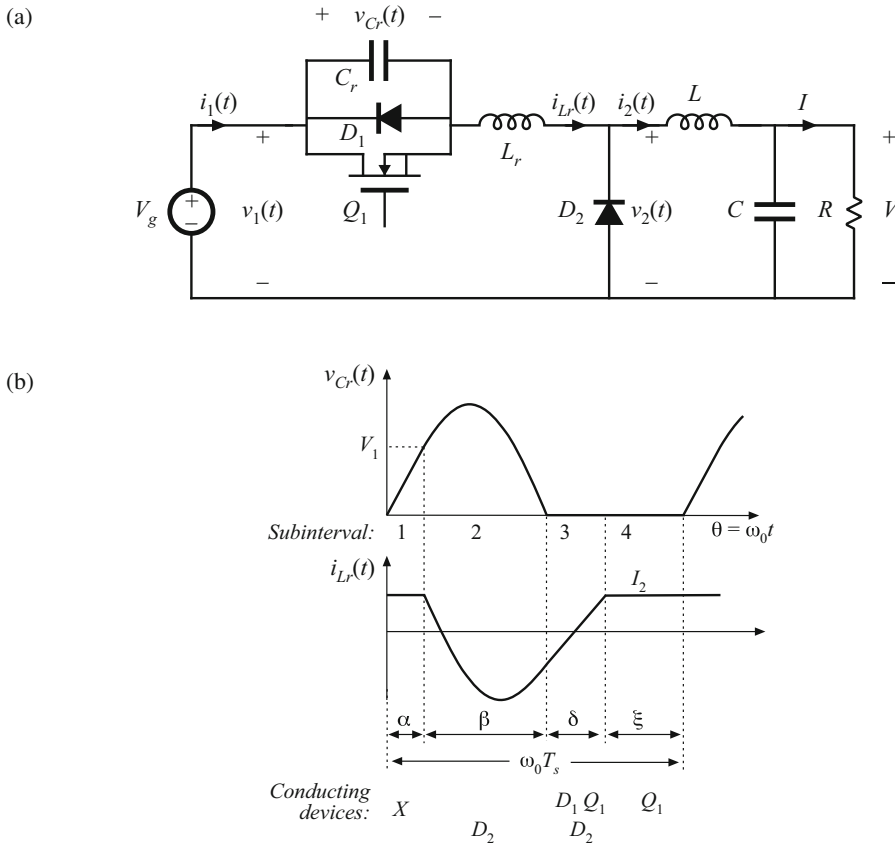 (a)
+ v_Cr(t) −
C_r
i_1(t)
D_1
i_Lr(t)
i_2(t)
L
I
+
+
+
L_r
V_g
+
−
v_1(t)
Q_1
D_2
v_2(t)
C
R
V
−
−
−
(b)
v_Cr(t)
V_1
Subinterval: 1 2 3 4
θ = ω_0t
i_Lr(t)
I_2
α β δ ξ
ω_0T_s
Conducting devices:
X
D_2
D_1 Q_1
D_2
Q_1